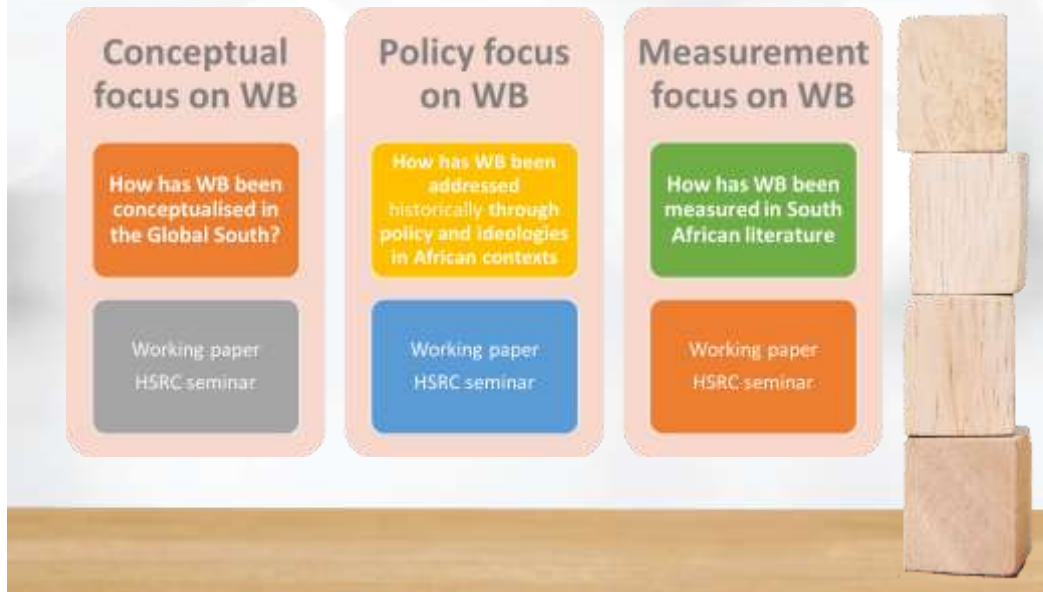 Conceptual
focus on WB
How has WB been
conceptualised in
the Global South?
Working paper
HSRC seminar
Policy focus
on WB
How has WB been
addressed
historically through
policy and ideologies
in African contexts
Working paper
HSRC seminar
Measurement
focus on WB
How has WB been
measured in South
African literature
Working paper
HSRC seminar